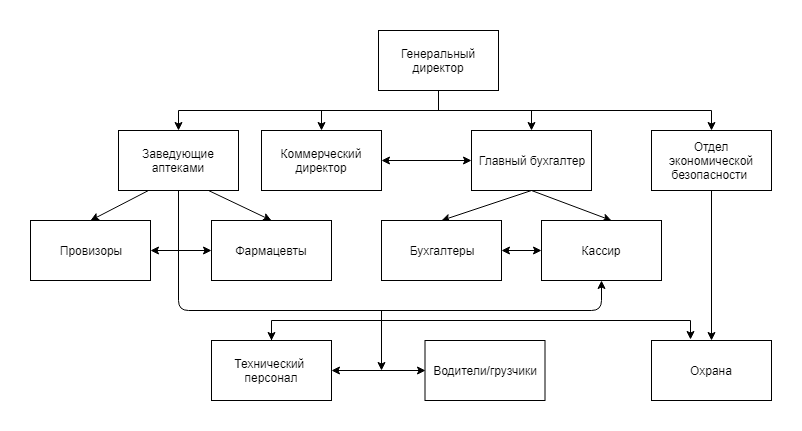 Генеральный
директор
Заведующие
аптеками
Коммерческий
директор
Главный бухгалтер
Отдел
экономической
безопасности
Провизоры
Фармацевты
Бухгалтеры
Кассир
Технический
персонал
Водители/грузчики
Охрана